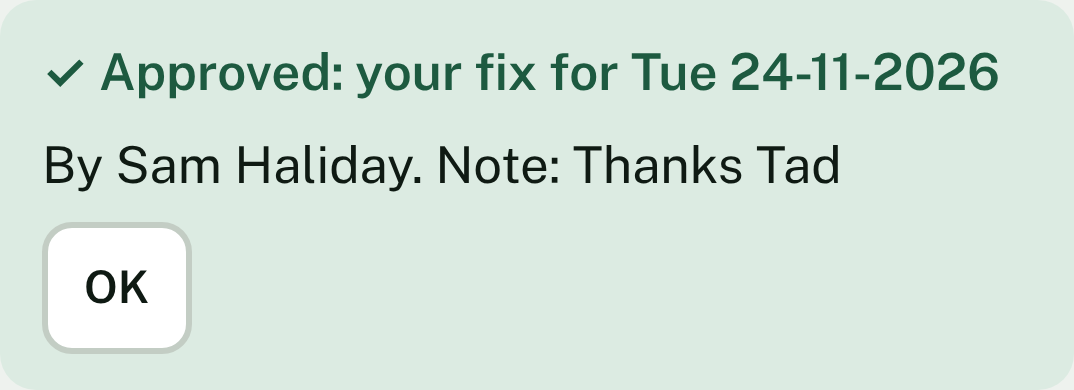 ✓ Approved: your fix for Tue 24-11-2026
By Sam Haliday. Note: Thanks Tad
OK